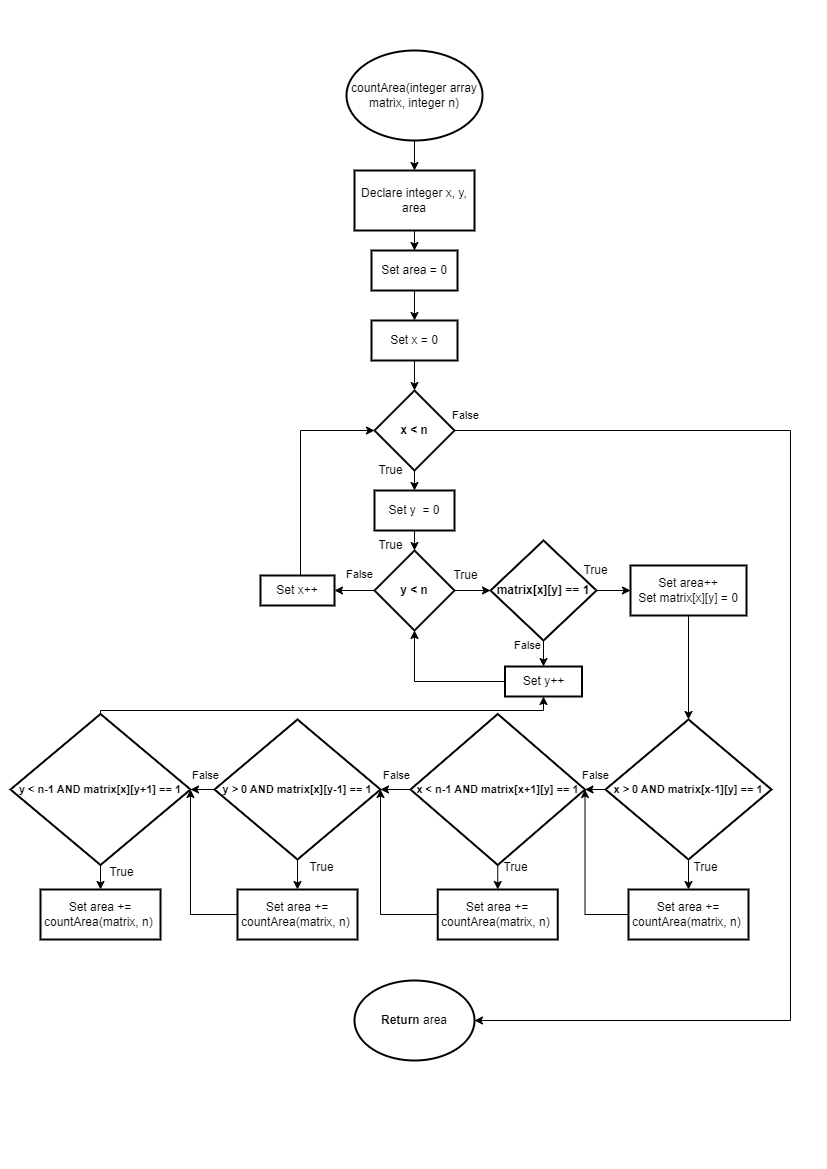 countArea(integer array
matrix, integer n)
Declare integer x, y,
area
Set area = 0
Set x = 0
x < n
False
True
Set y = 0
True
y < n
False
Set x++
True
matrix[x][y] == 1
True
Set area++
Set matrix[x][y] = 0
False
Set y++
y < n-1 AND matrix[x][y+1] == 1
False
y > 0 AND matrix[x][y-1] == 1
False
x < n-1 AND matrix[x+1][y] == 1
False
x > 0 AND matrix[x-1][y] == 1
True
True
True
True
Set area +=
countArea(matrix, n)
Set area +=
countArea(matrix, n)
Set area +=
countArea(matrix, n)
Set area +=
countArea(matrix, n)
Return area